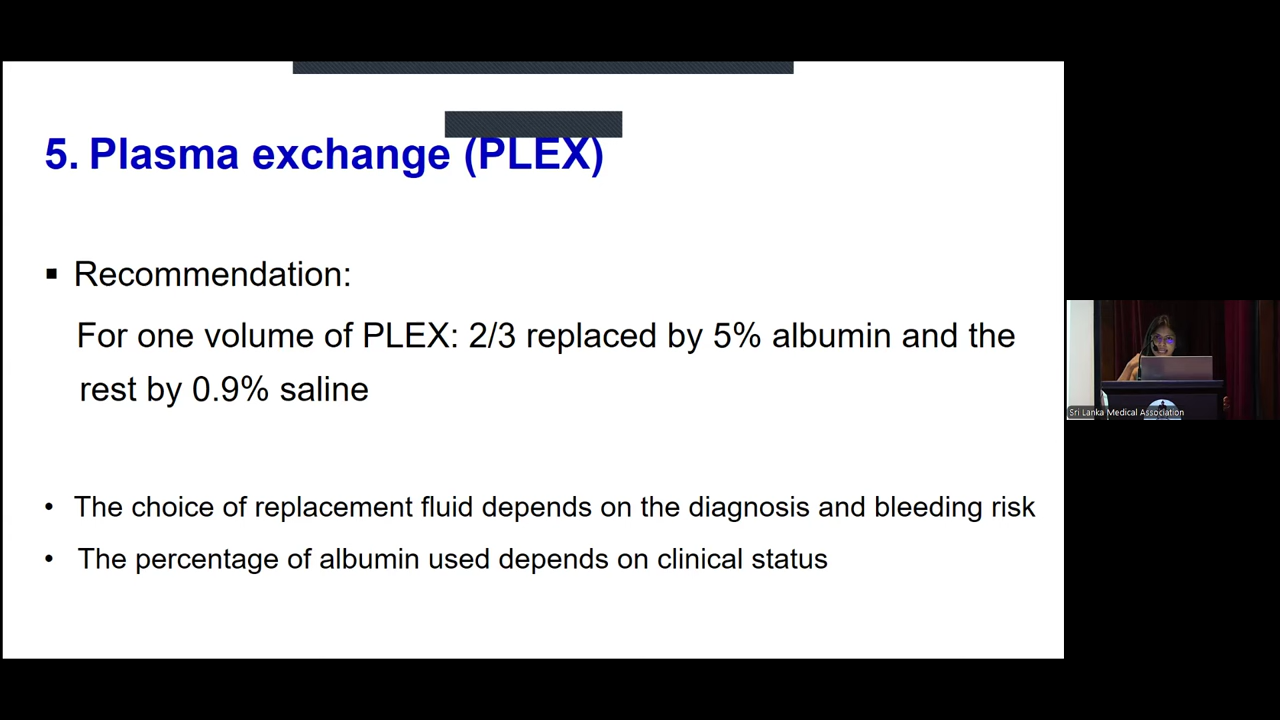 5. Plasma exchange (PLEX)
▪ Recommendation:
For one volume of PLEX: 2/3 replaced by 5% albumin and the
rest by 0.9% saline
• The choice of replacement fluid depends on the diagnosis and bleeding risk
• The percentage of albumin used depends on clinical status
Sri Lanka Medical Association